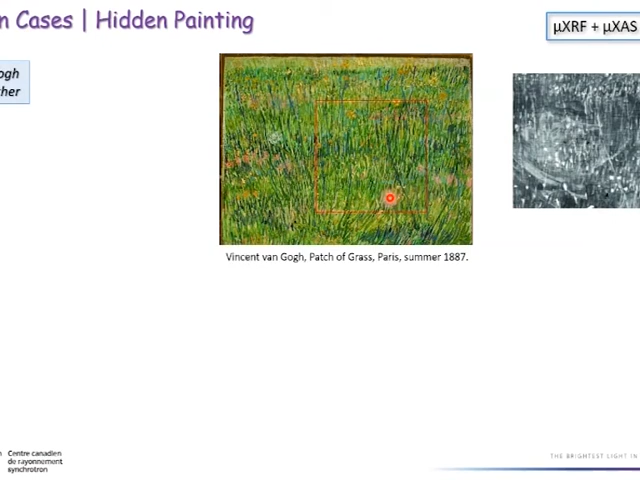 n Cases | Hidden Painting
µXRF + µXAS
ogh
ther
Vincent van Gogh, Patch of Grass, Paris, summer 1887.
Centre canadien
de rayonnement
synchrotron
THE BRIGHTEST LIGHT IN